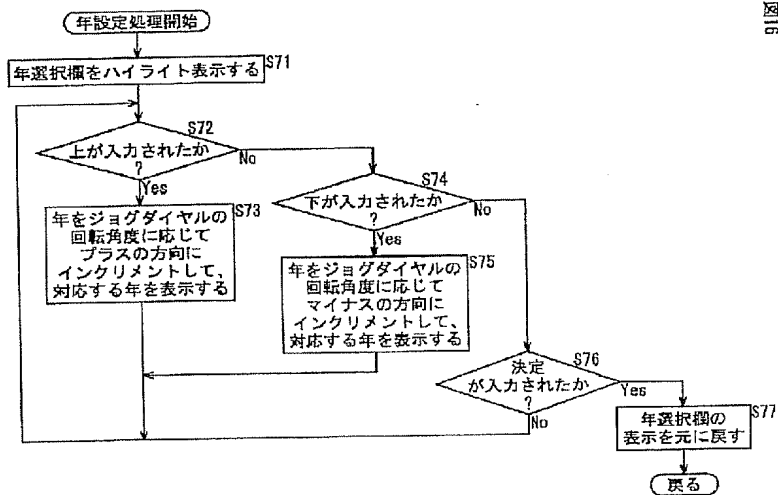 図16
年設定処理開始
年選択欄をハイライト表示する
S71
S72
上が入力されたか
?
No
Yes
S73
年をジョグダイヤルの
回転角度に応じて
プラスの方向に
インクリメントして、
対応する年を表示する
S74
下が入力されたか
?
No
Yes
S75
年をジョグダイヤルの
回転角度に応じて
マイナスの方向に
インクリメントして、
対応する年を表示する
S76
決定
が入力されたか
?
Yes
No
S77
年選択欄の
表示を元に戻す
戻る